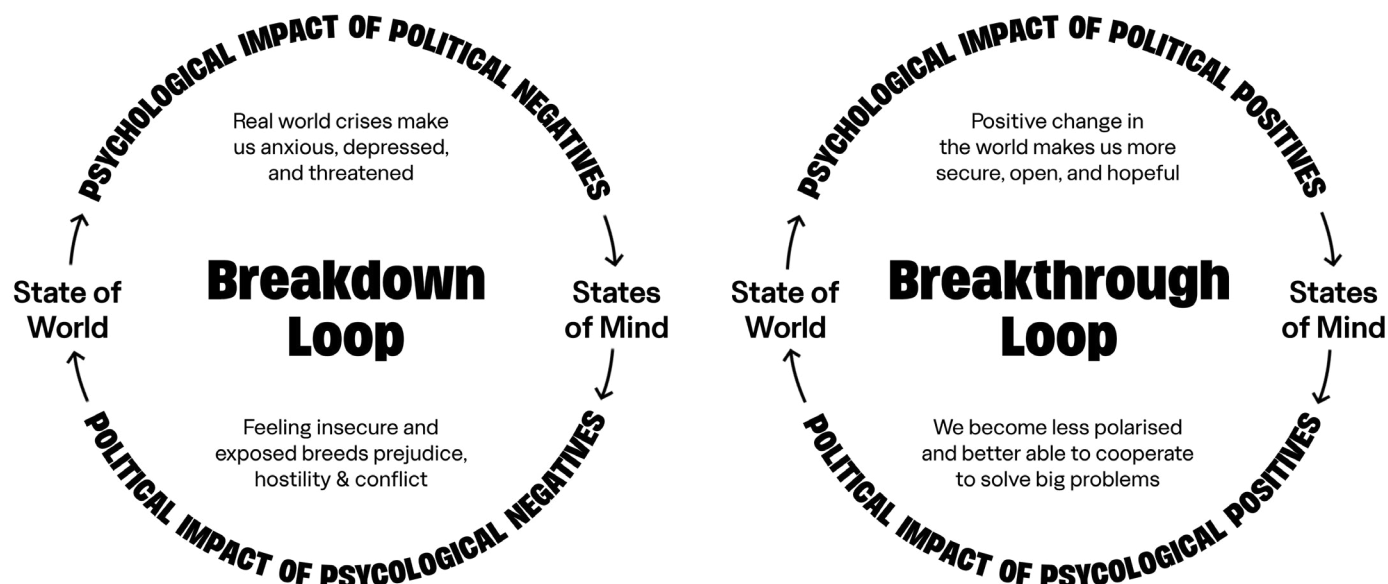 PSYCHOLOGICAL IMPACT OF POLITICAL NEGATIVES
Real world crises make
us anxious, depressed,
and threatened
State of
World
Breakdown
Loop
States
of Mind
Feeling insecure and
exposed breeds prejudice,
hostility & conflict
POLITICAL IMPACT OF PSYCOLOGICAL NEGATIVES
PSYCHOLOGICAL IMPACT OF POLITICAL POSITIVES
Positive change in
the world makes us more
secure, open, and hopeful
State of
World
Breakthrough
Loop
States
of Mind
We become less polarised
and better able to cooperate
to solve big problems
POLITICAL IMPACT OF PSYCOLOGICAL POSITIVES